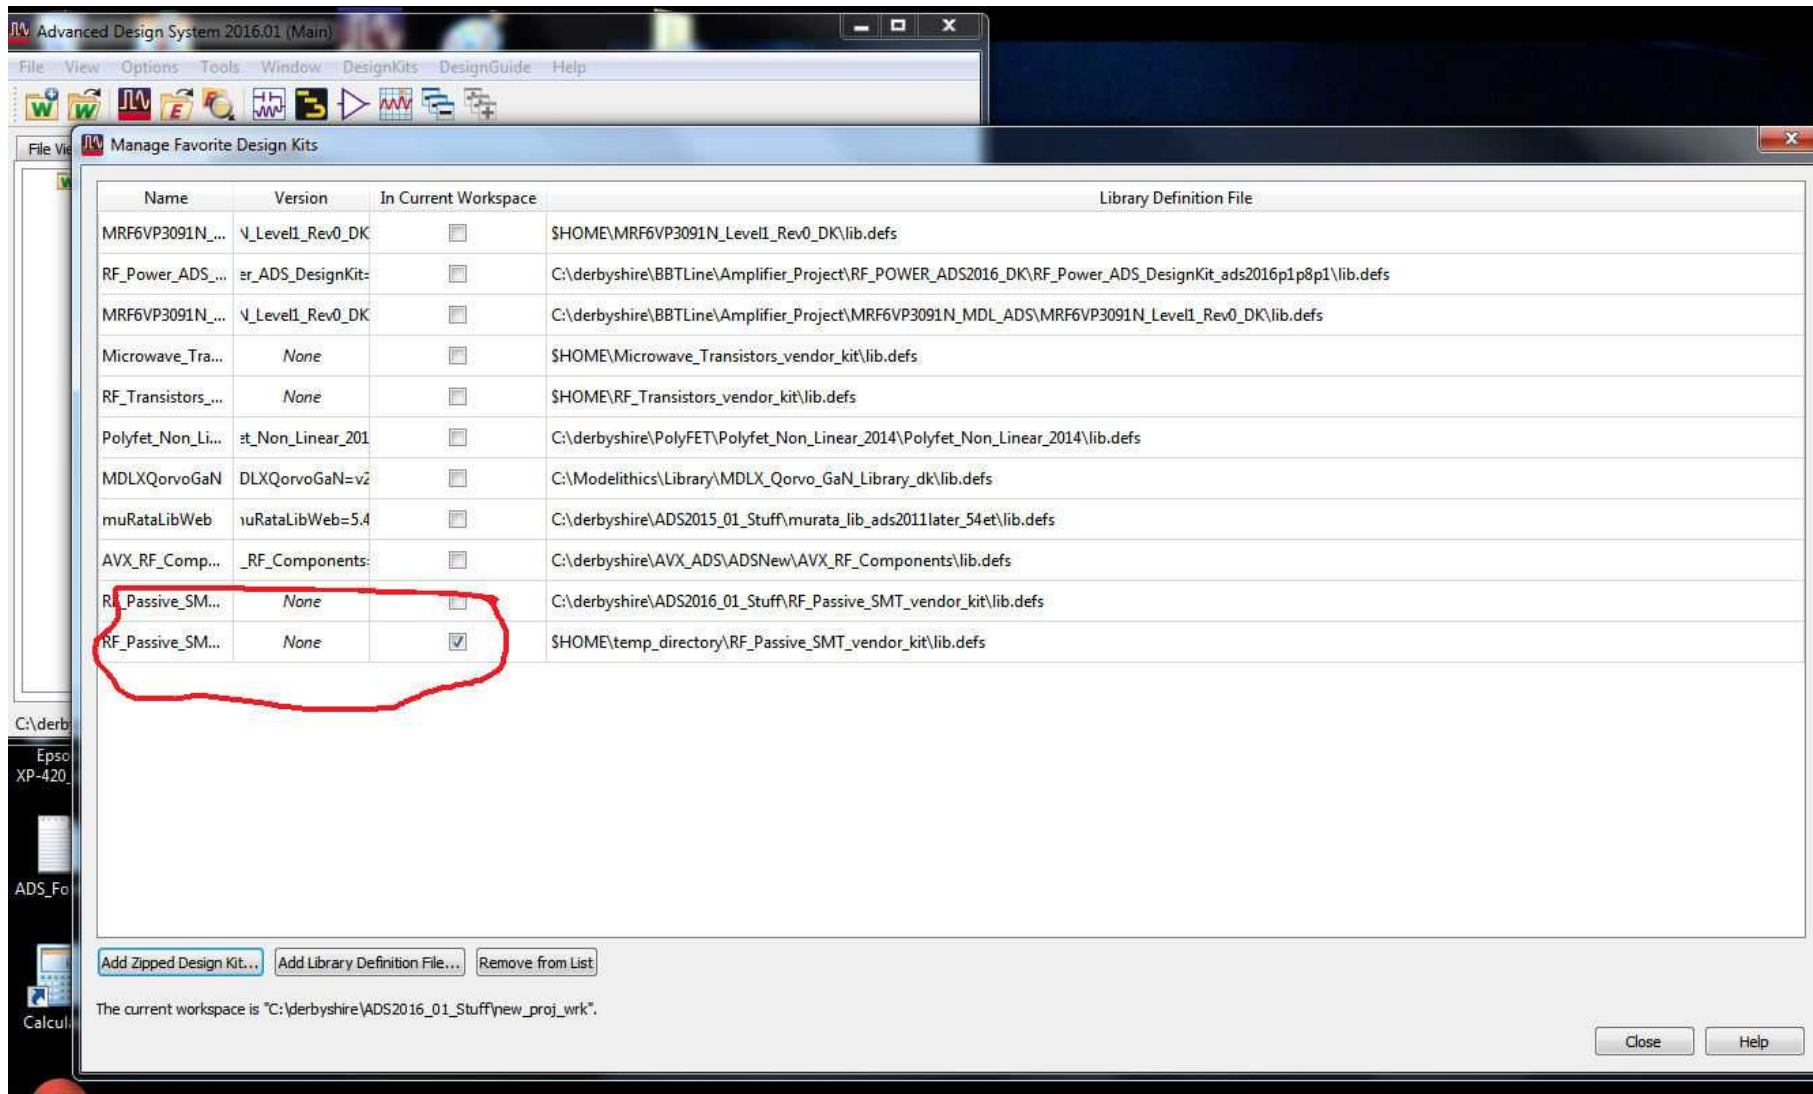 Advanced Design System 2016.01 (Main)
File View Options Tools Window DesignKits DesignGuide Help
File Vie
Manage Favorite Design Kits
Name Version In Current Workspace Library Definition File
MRF6VP3091N_... N_Level1_Rev0_DK $HOME\MRF6VP3091N_Level1_Rev0_DK\lib.defs
RF_Power_ADS_... er_ADS_DesignKit= C:\derbyshire\BBTLine\Amplifier_Project\RF_POWER_ADS2016_DK\RF_Power_ADS_DesignKit_ads2016p1p8p1\lib.defs
MRF6VP3091N_... N_Level1_Rev0_DK C:\derbyshire\BBTLine\Amplifier_Project\MRF6VP3091N_MDL_ADS\MRF6VP3091N_Level1_Rev0_DK\lib.defs
Microwave_Tra... None $HOME\Microwave_Transistors_vendor_kit\lib.defs
RF_Transistors_... None $HOME\RF_Transistors_vendor_kit\lib.defs
Polyfet_Non_Li... et_Non_Linear_201 C:\derbyshire\PolyFET\Polyfet_Non_Linear_2014\Polyfet_Non_Linear_2014\lib.defs
MDLXQorvoGaN DLXQorvoGaN=v2 C:\Modelithics\Library\MDLX_Qorvo_GaN_Library_dk\lib.defs
muRataLibWeb uRataLibWeb=5.4 C:\derbyshire\ADS2015_01_Stuff\murata_lib_ads2011later_54et\lib.defs
AVX_RF_Comp... _RF_Components= C:\derbyshire\AVX_ADS\ADSNew\AVX_RF_Components\lib.defs
RF_Passive_SM... None C:\derbyshire\ADS2016_01_Stuff\RF_Passive_SMT_vendor_kit\lib.defs
RF_Passive_SM... None $HOME\temp_directory\RF_Passive_SMT_vendor_kit\lib.defs
C:\derb
Epso
XP-420_
ADS_Fo
Calcul
Add Zipped Design Kit... Add Library Definition File... Remove from List
The current workspace is "C:\derbyshire\ADS2016_01_Stuff\new_proj_wrk".
Close Help